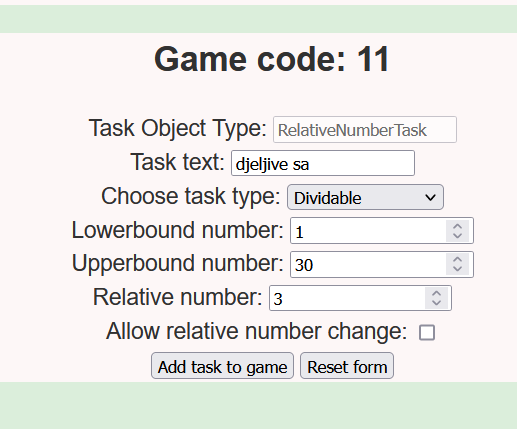 Game code: 11
Task Object Type: RelativeNumberTask
Task text: djeljive sa
Choose task type: Dividable
Lowerbound number: 1
Upperbound number: 30
Relative number: 3
Allow relative number change:
Add task to game Reset form